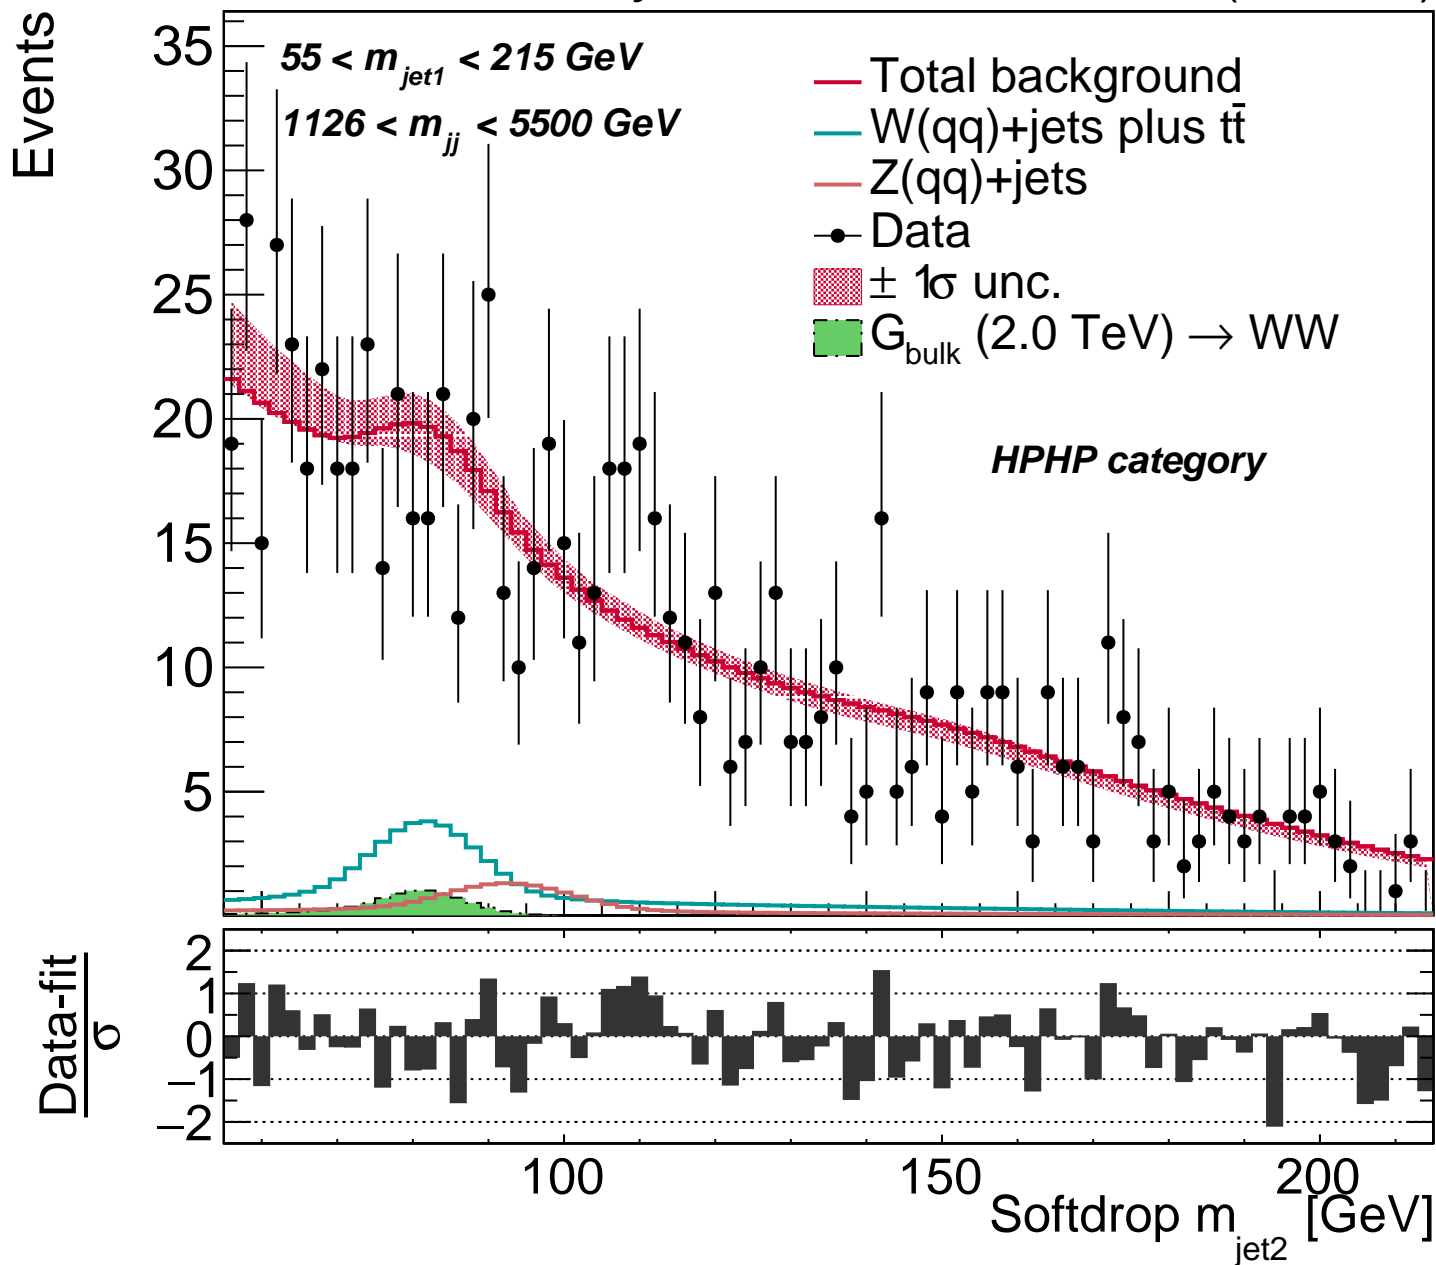 Events
35
30
25
20
15
10
5
55 < m_jet1 < 215 GeV
1126 < m_jj < 5500 GeV
Total background
W(qq)+jets plus tt̄
Z(qq)+jets
Data
± 1σ unc.
G_bulk (2.0 TeV) → WW
HPHP category
Data-fit
σ
2
1
0
−1
−2
100
150
200
Softdrop m_jet2 [GeV]